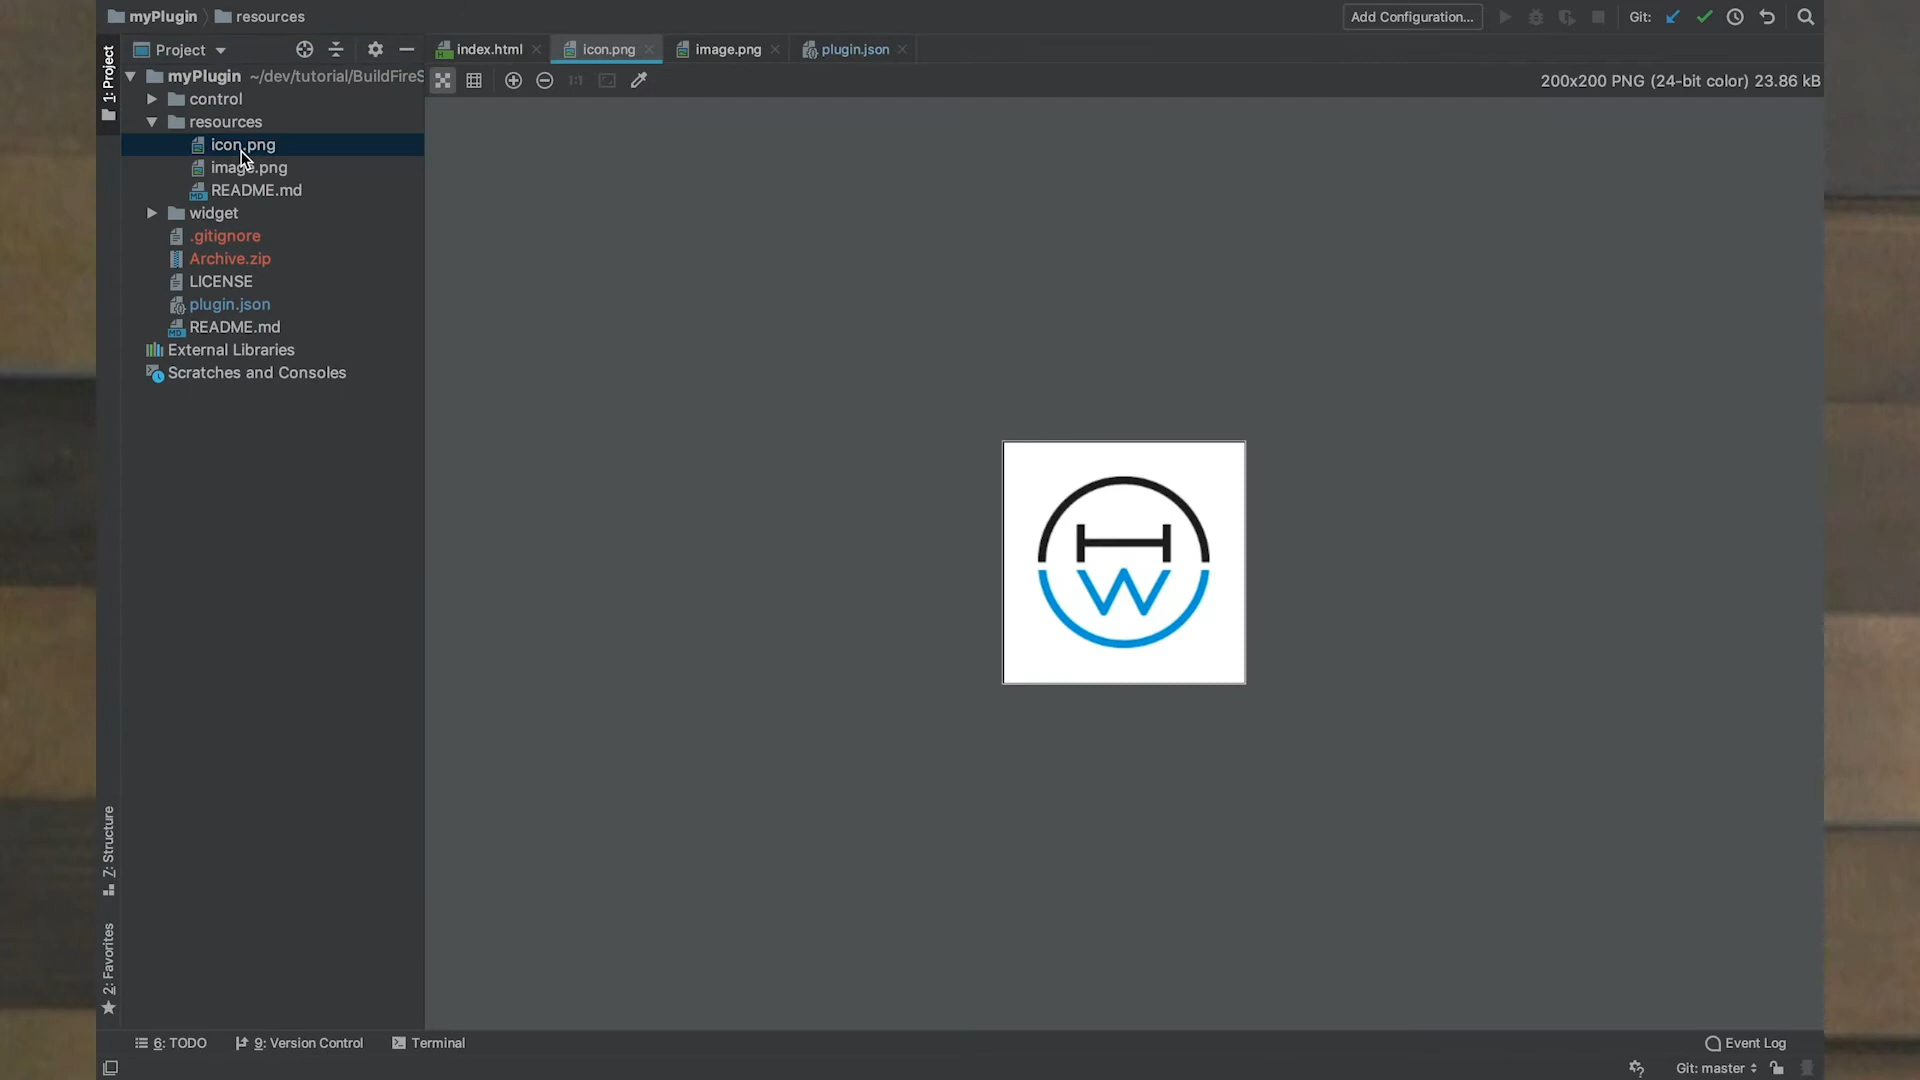 myPlugin resources
Add Configuration...
Git:
1: Project
Project
index.html
icon.png
image.png
plugin.json
myPlugin ~/dev/tutorial/BuildFireS
200x200 PNG (24-bit color) 23.86 kB
1:1
control
resources
icon.png
image.png
README.md
widget
.gitignore
Archive.zip
LICENSE
plugin.json
README.md
External Libraries
Scratches and Consoles
H
W
Z: Structure
2: Favorites
6: TODO
9: Version Control
Terminal
Event Log
Git: master